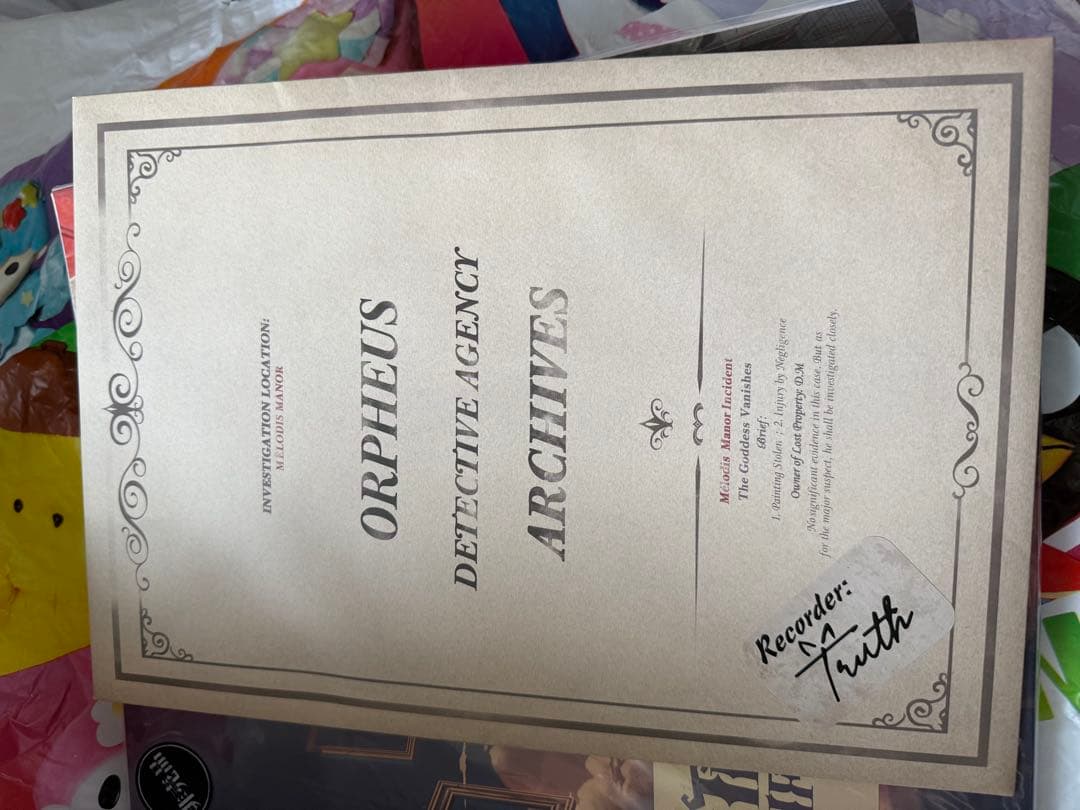 INVESTIGATION LOCATION:
MELODIS MANOR
ORPHEUS
DETECTIVE AGENCY
ARCHIVES
Melodis Manor Incident
The Goddess Vanishes
Brief:
1. Painting Stolen ; 2. Injury by Negligence
Owner of Lost Property: D.M
No significant evidence in this case. But as
for the major suspect, he shall be investigated closely.
Recorder:
Truth